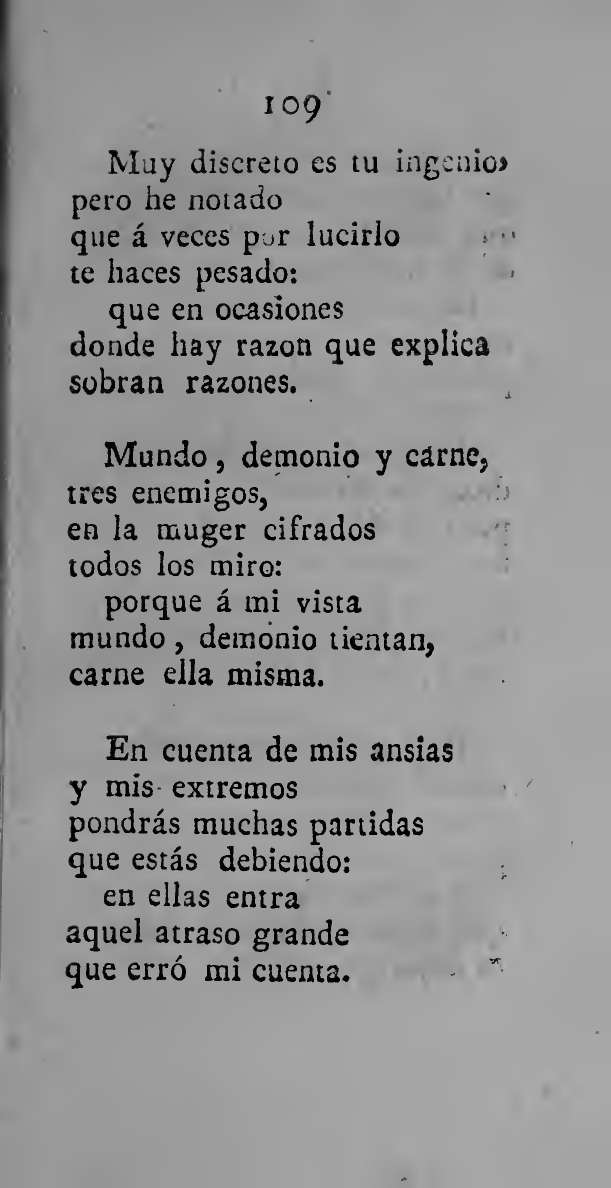 109
Muy discreto es tu ingenio,
pero he notado
que á veces por lucirlo
te haces pesado:
que en ocasiones
donde hay razon que explica
sobran razones.
Mundo, demonio y carne,
tres enemigos,
en la muger cifrados
todos los miro:
porque á mi vista
mundo, demonio tientan,
carne ella misma.
En cuenta de mis ansias
y mis extremos
pondrás muchas partidas
que estás debiendo:
en ellas entra
aquel atraso grande
que erró mi cuenta.